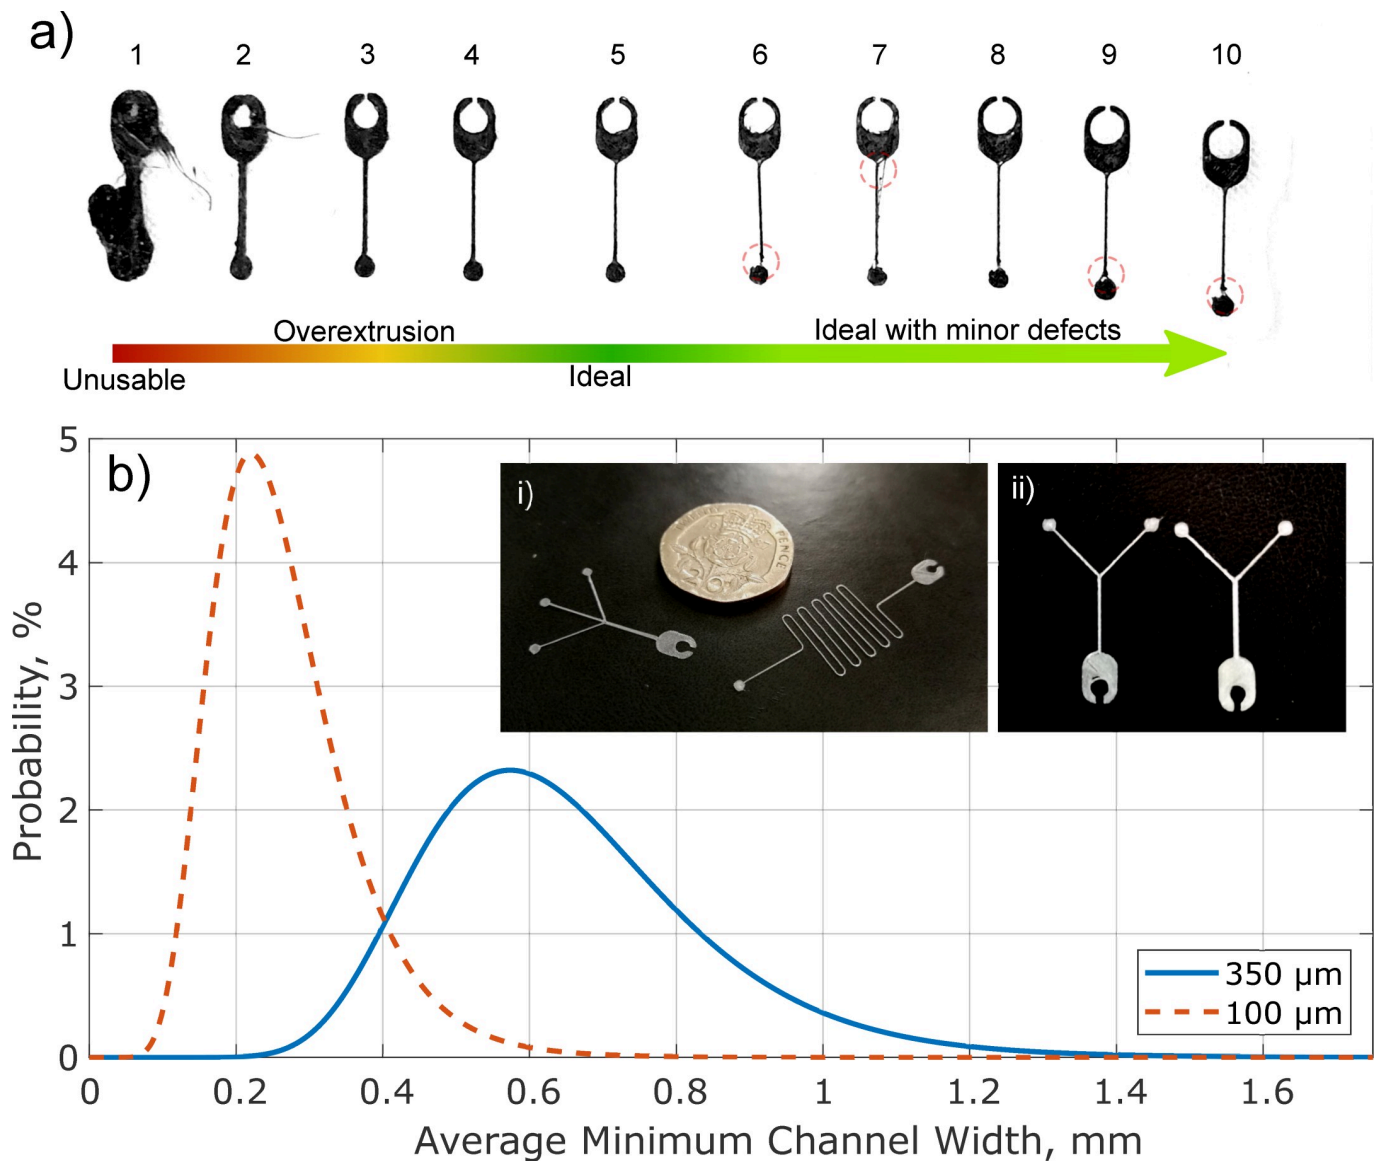 a)
1 2 3 4 5 6 7 8 9 10
Overextrusion
Ideal with minor defects
Unusable
Ideal
b)
i)
ii)
PENCE
5
4
3
2
1
0
Probability, %
350 µm
100 µm
0 0.2 0.4 0.6 0.8 1 1.2 1.4 1.6
Average Minimum Channel Width, mm